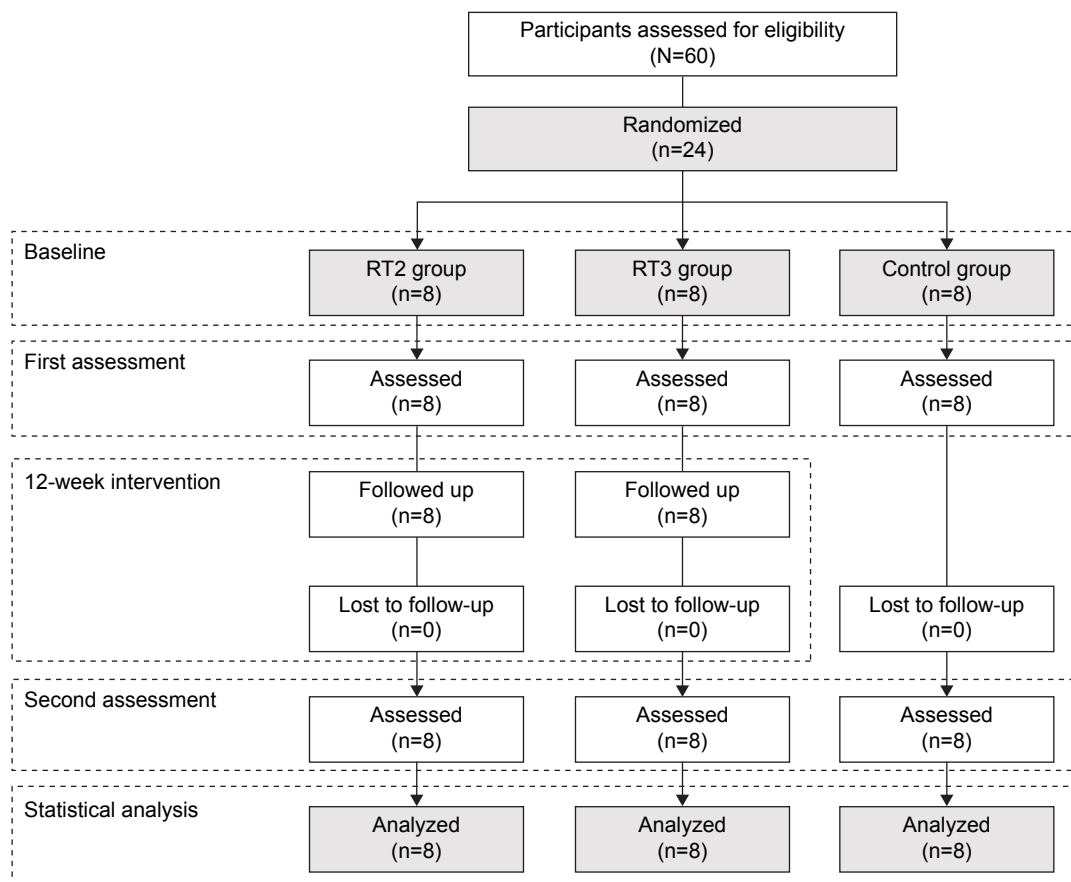 Participants assessed for eligibility
(N=60)
Randomized
(n=24)
Baseline
RT2 group
(n=8)
RT3 group
(n=8)
Control group
(n=8)
First assessment
Assessed
(n=8)
Assessed
(n=8)
Assessed
(n=8)
12-week intervention
Followed up
(n=8)
Followed up
(n=8)
Lost to follow-up
(n=0)
Lost to follow-up
(n=0)
Lost to follow-up
(n=0)
Second assessment
Assessed
(n=8)
Assessed
(n=8)
Assessed
(n=8)
Statistical analysis
Analyzed
(n=8)
Analyzed
(n=8)
Analyzed
(n=8)